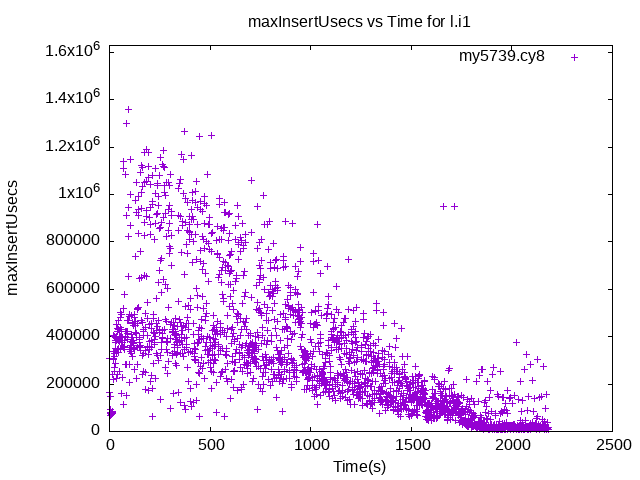 maxInsertUsecs vs Time for l.i1
my5739.cy8
1.6x10^6
1.4x10^6
1.2x10^6
1x10^6
800000
600000
400000
200000
0
maxInsertUsecs
0 500 1000 1500 2000 2500
Time(s)